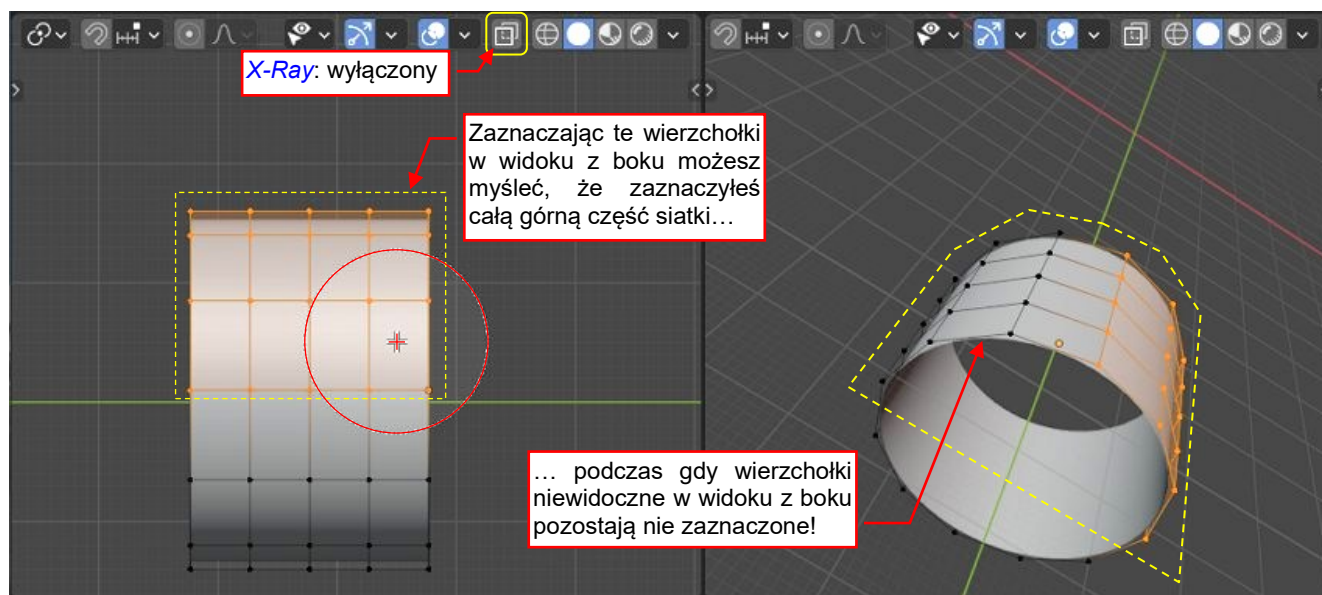 X-Ray: wyłączony
Zaznaczając te wierzchołki
w widoku z boku możesz
myśleć, że zaznaczyłeś
całą górną część siatki…
… podczas gdy wierzchołki
niewidoczne w widoku z boku
pozostają nie zaznaczone!